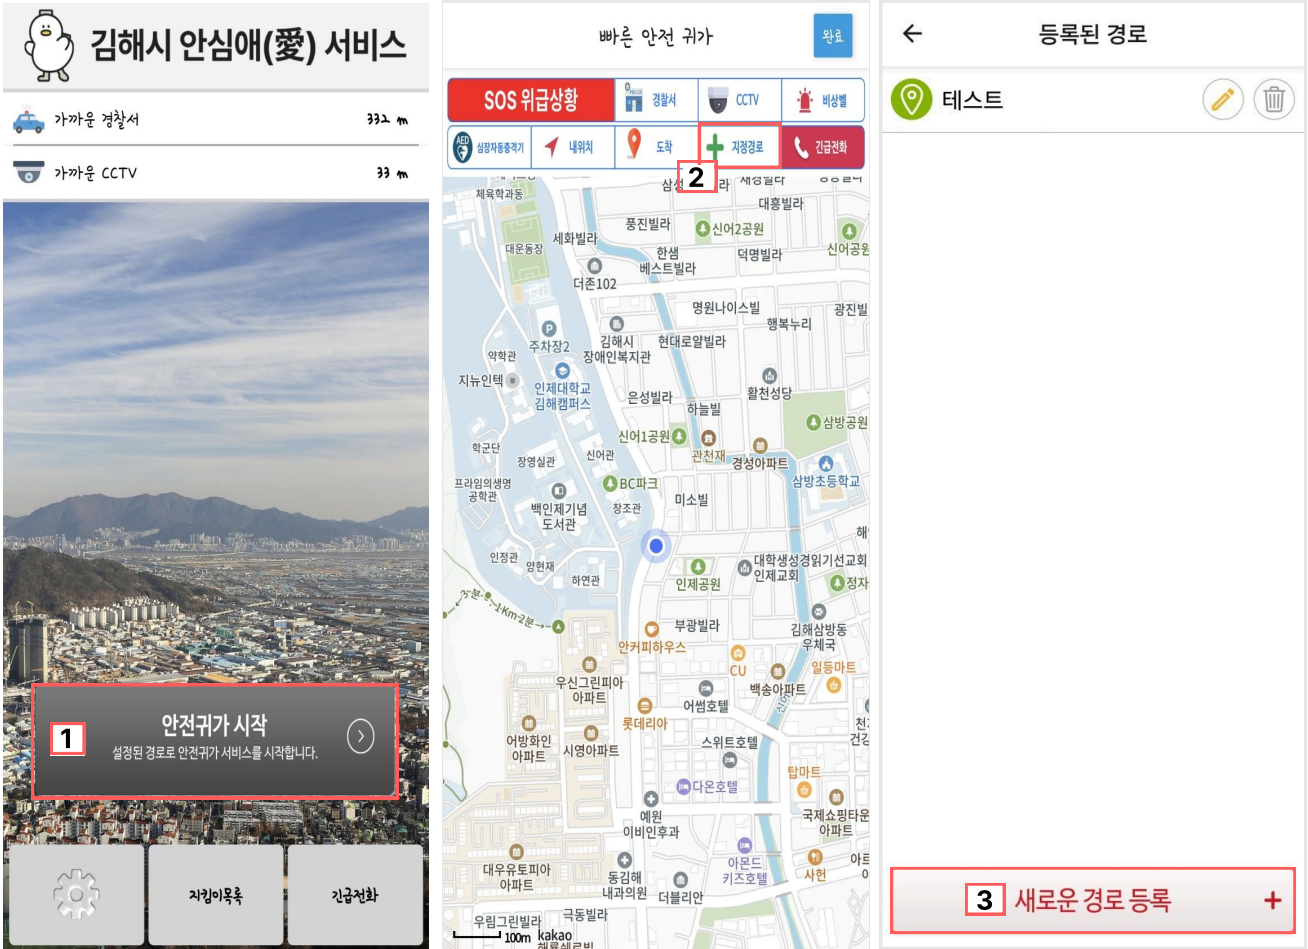 김해시 안심애(愛) 서비스
가까운 경찰서
332 m
가까운 CCTV
33 m
1
안전귀가 시작
설정된 경로로 안전귀가 서비스를 시작합니다.
지킴이목록
긴급전화
빠른 안전 귀가
완료
SOS 위급상황
POLICE
경찰서
CCTV
비상벨
AED
심장자동충격기
내위치
도착
지정경로
긴급전화
2
체육학과동
대흥빌라
풍진빌라
신어2공원
세화빌라
대운동장
한샘
베스트빌라
덕명빌라
신어공원
더존102
명원나이스빌
광진빌
행복누리
P
주차장2
김해시
장애인복지관
현대로얄빌라
약학관
지뉴인텍
인제대학교
김해캠퍼스
은성빌라
활천성당
하늘빌
삼방공원
신어1공원
관천재
경성아파트
학군단
장영실관
신어관
삼방초등학교
프라임의생명
공학관
BC파크
미소빌
백인제기념
도서관
창조관
해
인정관
양현재
하연관
인제공원
대학생성경읽기선교회
인제교회
정자
1Km·2분
부광빌라
김해삼방동
우체국
안커피하우스
CU
일등마트
우신그린피아
아파트
백송아파트
어썸호텔
롯데리아
어방화인
아파트
시영아파트
스위트호텔
다온호텔
탑마트
예원
이비인후과
국제쇼핑타운
아파트
대우유토피아
아파트
동김해
내과의원
아몬드
키즈호텔
사헌
더블리안
우림그린빌라
극동빌라
100m
kakao
등록된 경로
테스트
3
새로운 경로 등록
+